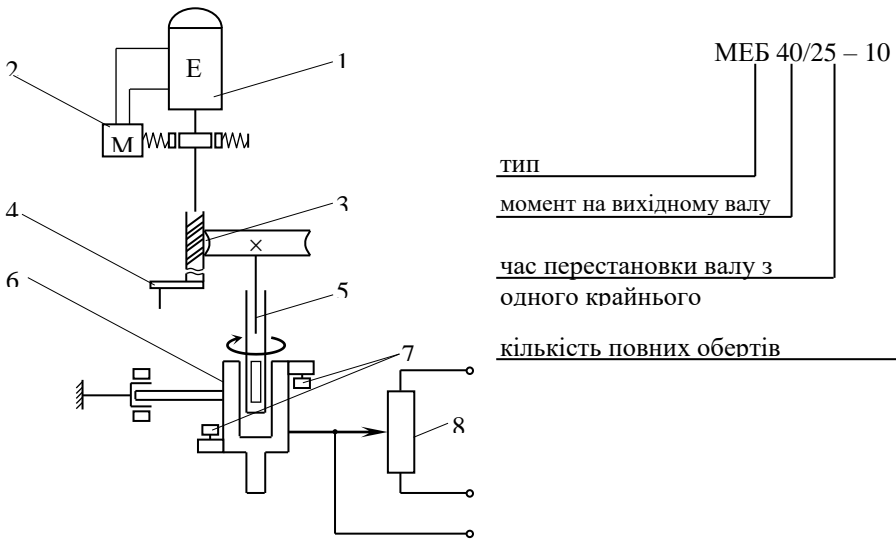 МЕБ 40/25 – 10
1
2
Е
М
тип
момент на вихідному валу
3
4
час перестановки валу з
одного крайнього
6
5
кількість повних обертів
7
8